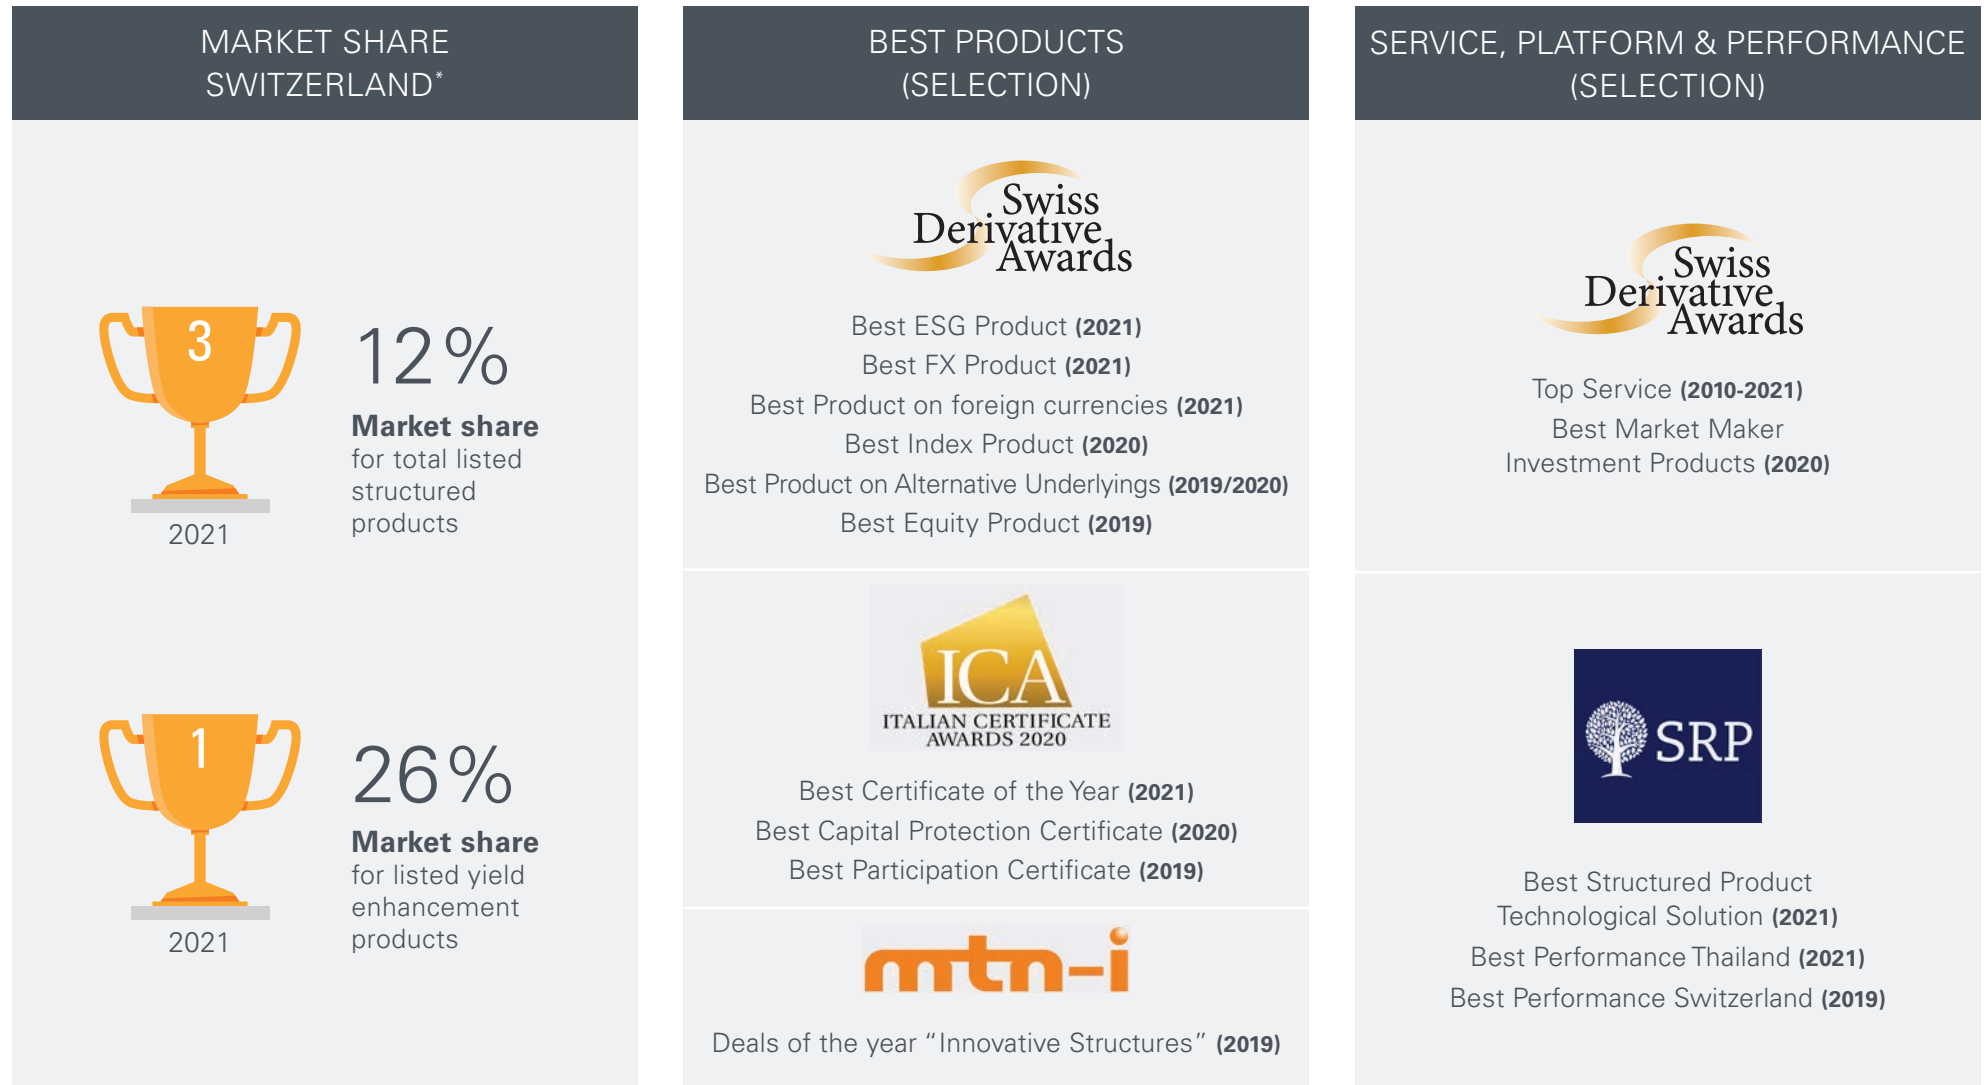 MARKET SHARE
SWITZERLAND*
3
2021
12%
Market share
for total listed
structured
products
1
2021
26%
Market share
for listed yield
enhancement
products
BEST PRODUCTS
(SELECTION)
Swiss
Derivative
Awards
Best ESG Product (2021)
Best FX Product (2021)
Best Product on foreign currencies (2021)
Best Index Product (2020)
Best Product on Alternative Underlyings (2019/2020)
Best Equity Product (2019)
ICA
ITALIAN CERTIFICATE
AWARDS 2020
Best Certificate of the Year (2021)
Best Capital Protection Certificate (2020)
Best Participation Certificate (2019)
mtn-i
Deals of the year “Innovative Structures” (2019)
SERVICE, PLATFORM & PERFORMANCE
(SELECTION)
Swiss
Derivative
Awards
Top Service (2010-2021)
Best Market Maker
Investment Products (2020)
SRP
Best Structured Product
Technological Solution (2021)
Best Performance Thailand (2021)
Best Performance Switzerland (2019)